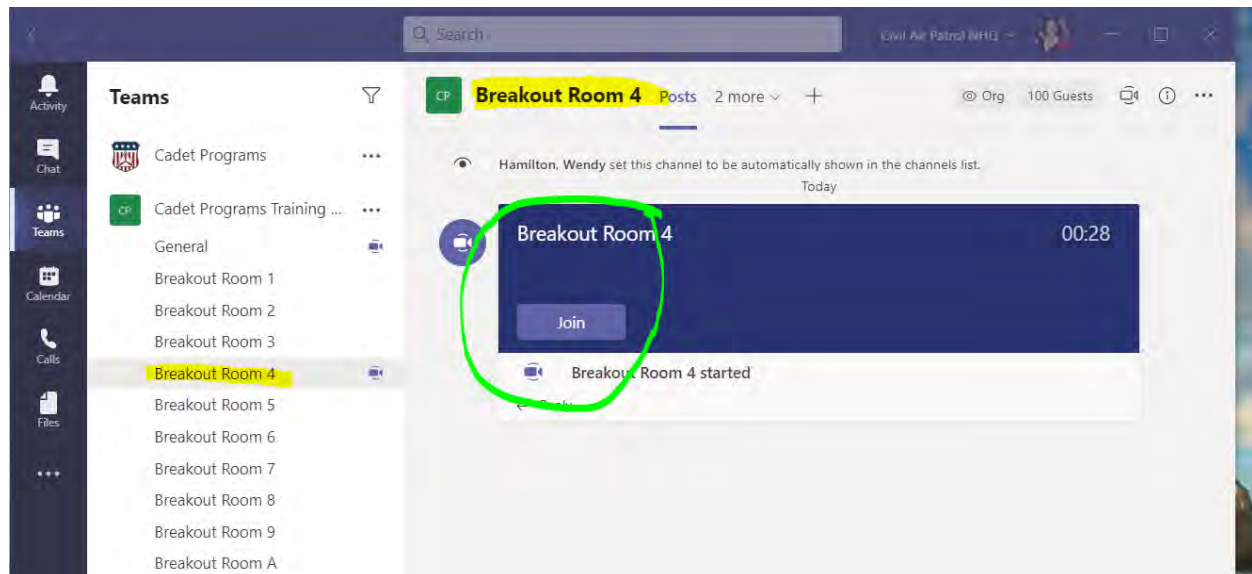 Search
Civil Air Patrol NHQ
Activity
Chat
Teams
Calendar
Calls
Files
Teams
Cadet Programs
CP
Cadet Programs Training ...
General
Breakout Room 1
Breakout Room 2
Breakout Room 3
Breakout Room 4
Breakout Room 5
Breakout Room 6
Breakout Room 7
Breakout Room 8
Breakout Room 9
Breakout Room A
CP Breakout Room 4 Posts 2 more Org 100 Guests
Hamilton, Wendy set this channel to be automatically shown in the channels list.
Today
Breakout Room 4 00:28
Join
Breakout Room 4 started
Reply